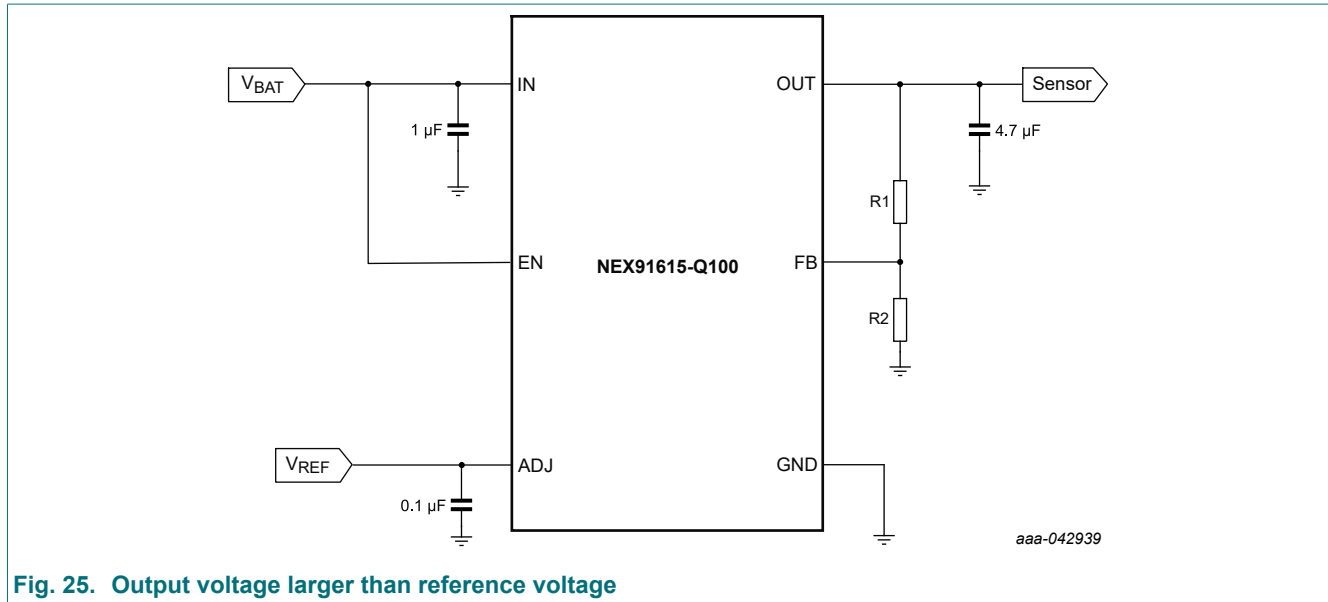 VBAT
IN
OUT
Sensor
1 µF
4.7 µF
R1
EN
NEX91615-Q100
FB
R2
VREF
ADJ
GND
0.1 µF
aaa-042939
Fig. 25. Output voltage larger than reference voltage